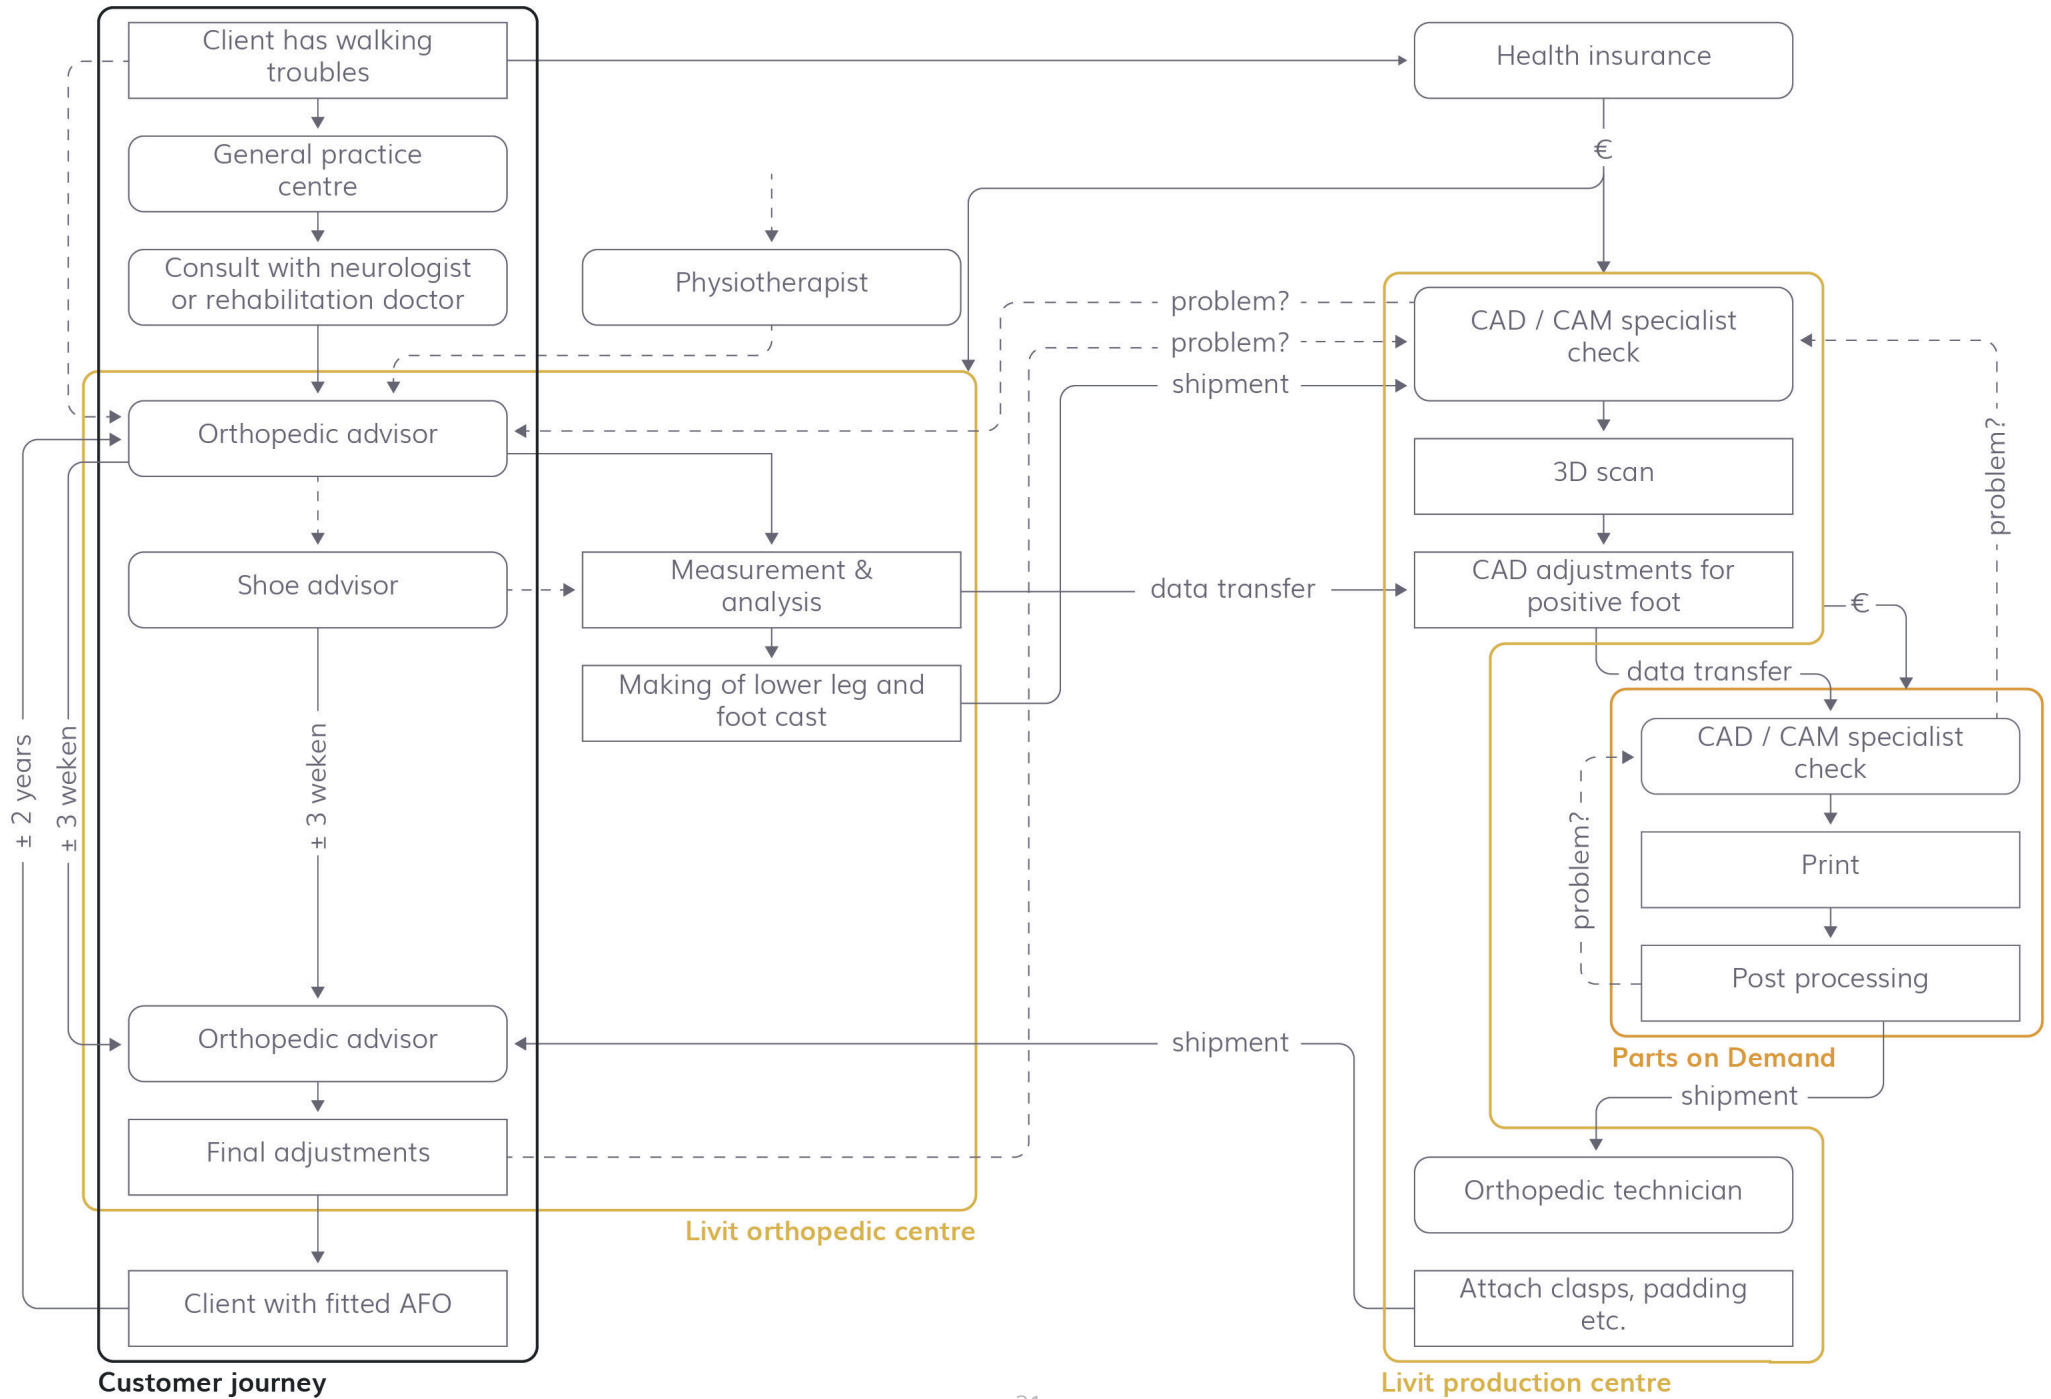 Client has walking
troubles
Health insurance
€
General practice
centre
Consult with neurologist
or rehabilitation doctor
Physiotherapist
problem?
problem?
shipment
CAD / CAM specialist
check
Orthopedic advisor
3D scan
problem?
Shoe advisor
Measurement &
analysis
data transfer
CAD adjustments for
positive foot
€
data transfer
Making of lower leg and
foot cast
± 2 years
± 3 weken
± 3 weken
CAD / CAM specialist
check
problem?
Print
Post processing
Parts on Demand
shipment
Orthopedic advisor
shipment
Final adjustments
Orthopedic technician
Livit orthopedic centre
Client with fitted AFO
Attach clasps, padding
etc.
Customer journey
Livit production centre